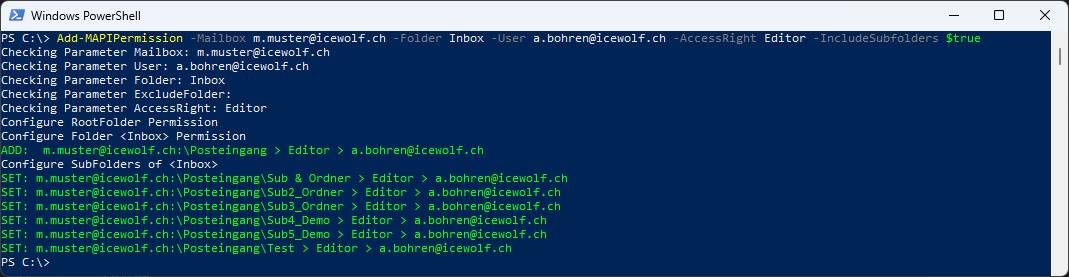 Windows PowerShell
PS C:\> Add-MAPIPermission -Mailbox m.muster@icewolf.ch -Folder Inbox -User a.bohren@icewolf.ch -AccessRight Editor -IncludeSubfolders $true
Checking Parameter Mailbox: m.muster@icewolf.ch
Checking Parameter User: a.bohren@icewolf.ch
Checking Parameter Folder: Inbox
Checking Parameter ExcludeFolder:
Checking Parameter AccessRight: Editor
Configure RootFolder Permission
Configure Folder <Inbox> Permission
ADD:  m.muster@icewolf.ch:\Posteingang > Editor > a.bohren@icewolf.ch
Configure SubFolders of <Inbox>
SET: m.muster@icewolf.ch:\Posteingang\Sub & Ordner > Editor > a.bohren@icewolf.ch
SET: m.muster@icewolf.ch:\Posteingang\Sub2_Ordner > Editor > a.bohren@icewolf.ch
SET: m.muster@icewolf.ch:\Posteingang\Sub3_Ordner > Editor > a.bohren@icewolf.ch
SET: m.muster@icewolf.ch:\Posteingang\Sub4_Demo > Editor > a.bohren@icewolf.ch
SET: m.muster@icewolf.ch:\Posteingang\Sub5_Demo > Editor > a.bohren@icewolf.ch
SET: m.muster@icewolf.ch:\Posteingang\Test > Editor > a.bohren@icewolf.ch
PS C:\>